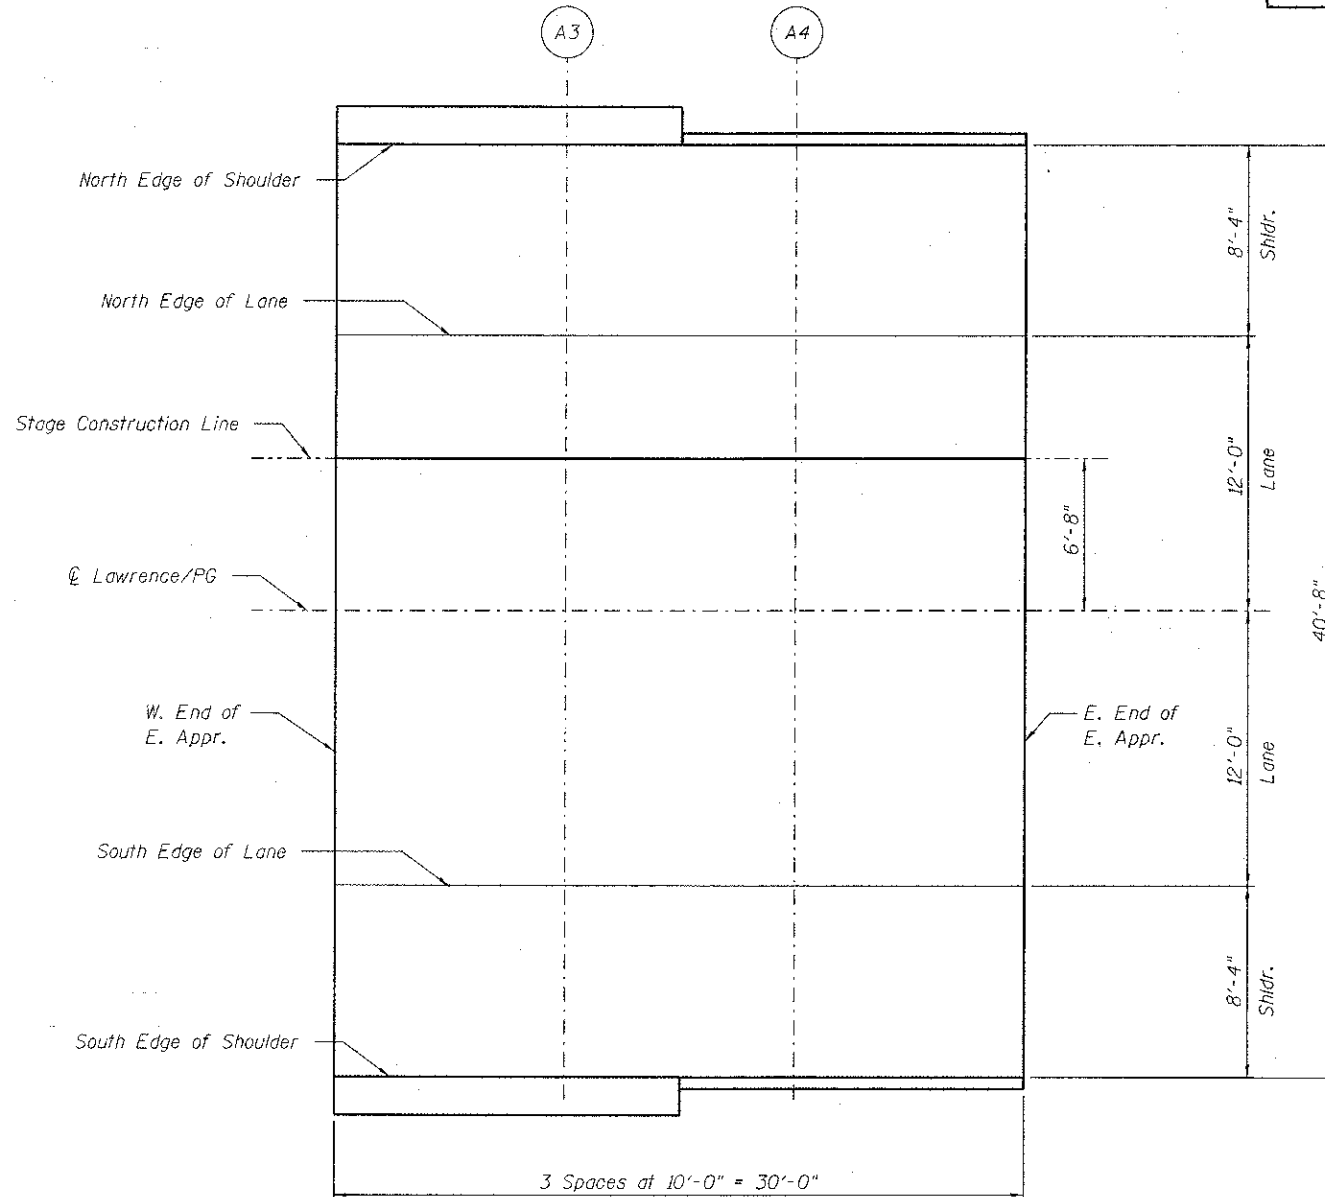 A3
A4
North Edge of Shoulder
8'-4"
Shldr.
North Edge of Lane
Stage Construction Line
12'-0"
Lane
6'-8"
℄ Lawrence/PG
40'-8"
W. End of
E. Appr.
E. End of
E. Appr.
12'-0"
Lane
South Edge of Lane
8'-4"
Shldr.
South Edge of Shoulder
3 Spaces at 10'-0" = 30'-0"